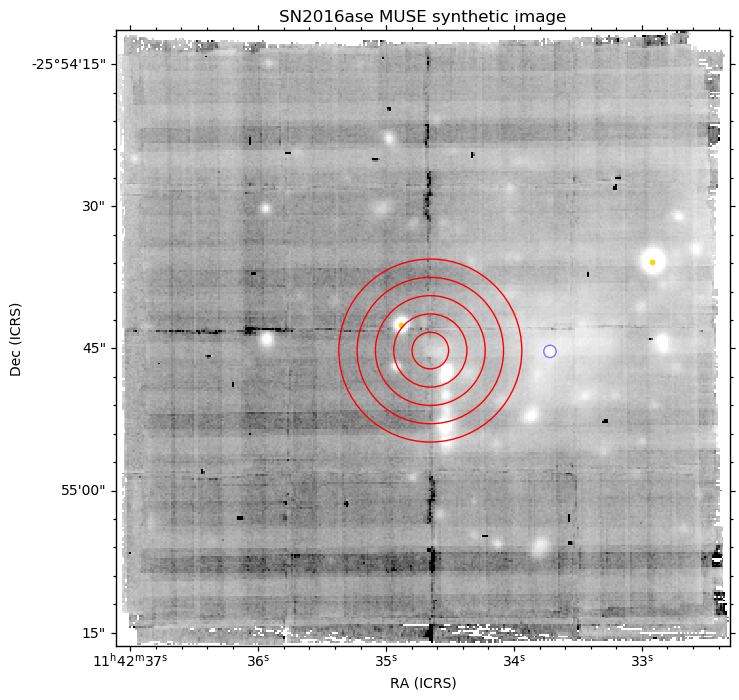 SN2016ase MUSE synthetic image
-25°54'15"
30"
45"
55'00"
15"
Dec (ICRS)
11ʰ42ᵐ37ˢ
36ˢ
35ˢ
34ˢ
33ˢ
RA (ICRS)